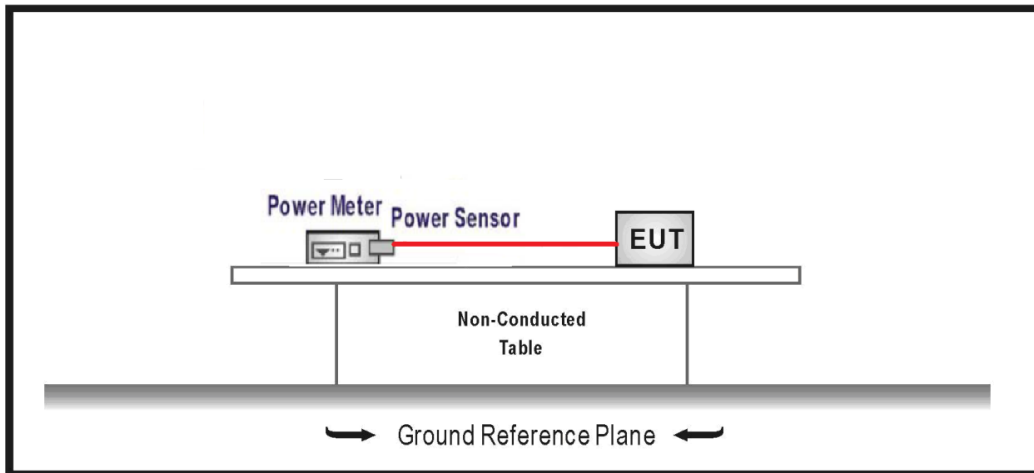 Power Meter
Power Sensor
EUT
Non-Conducted
Table
Ground Reference Plane